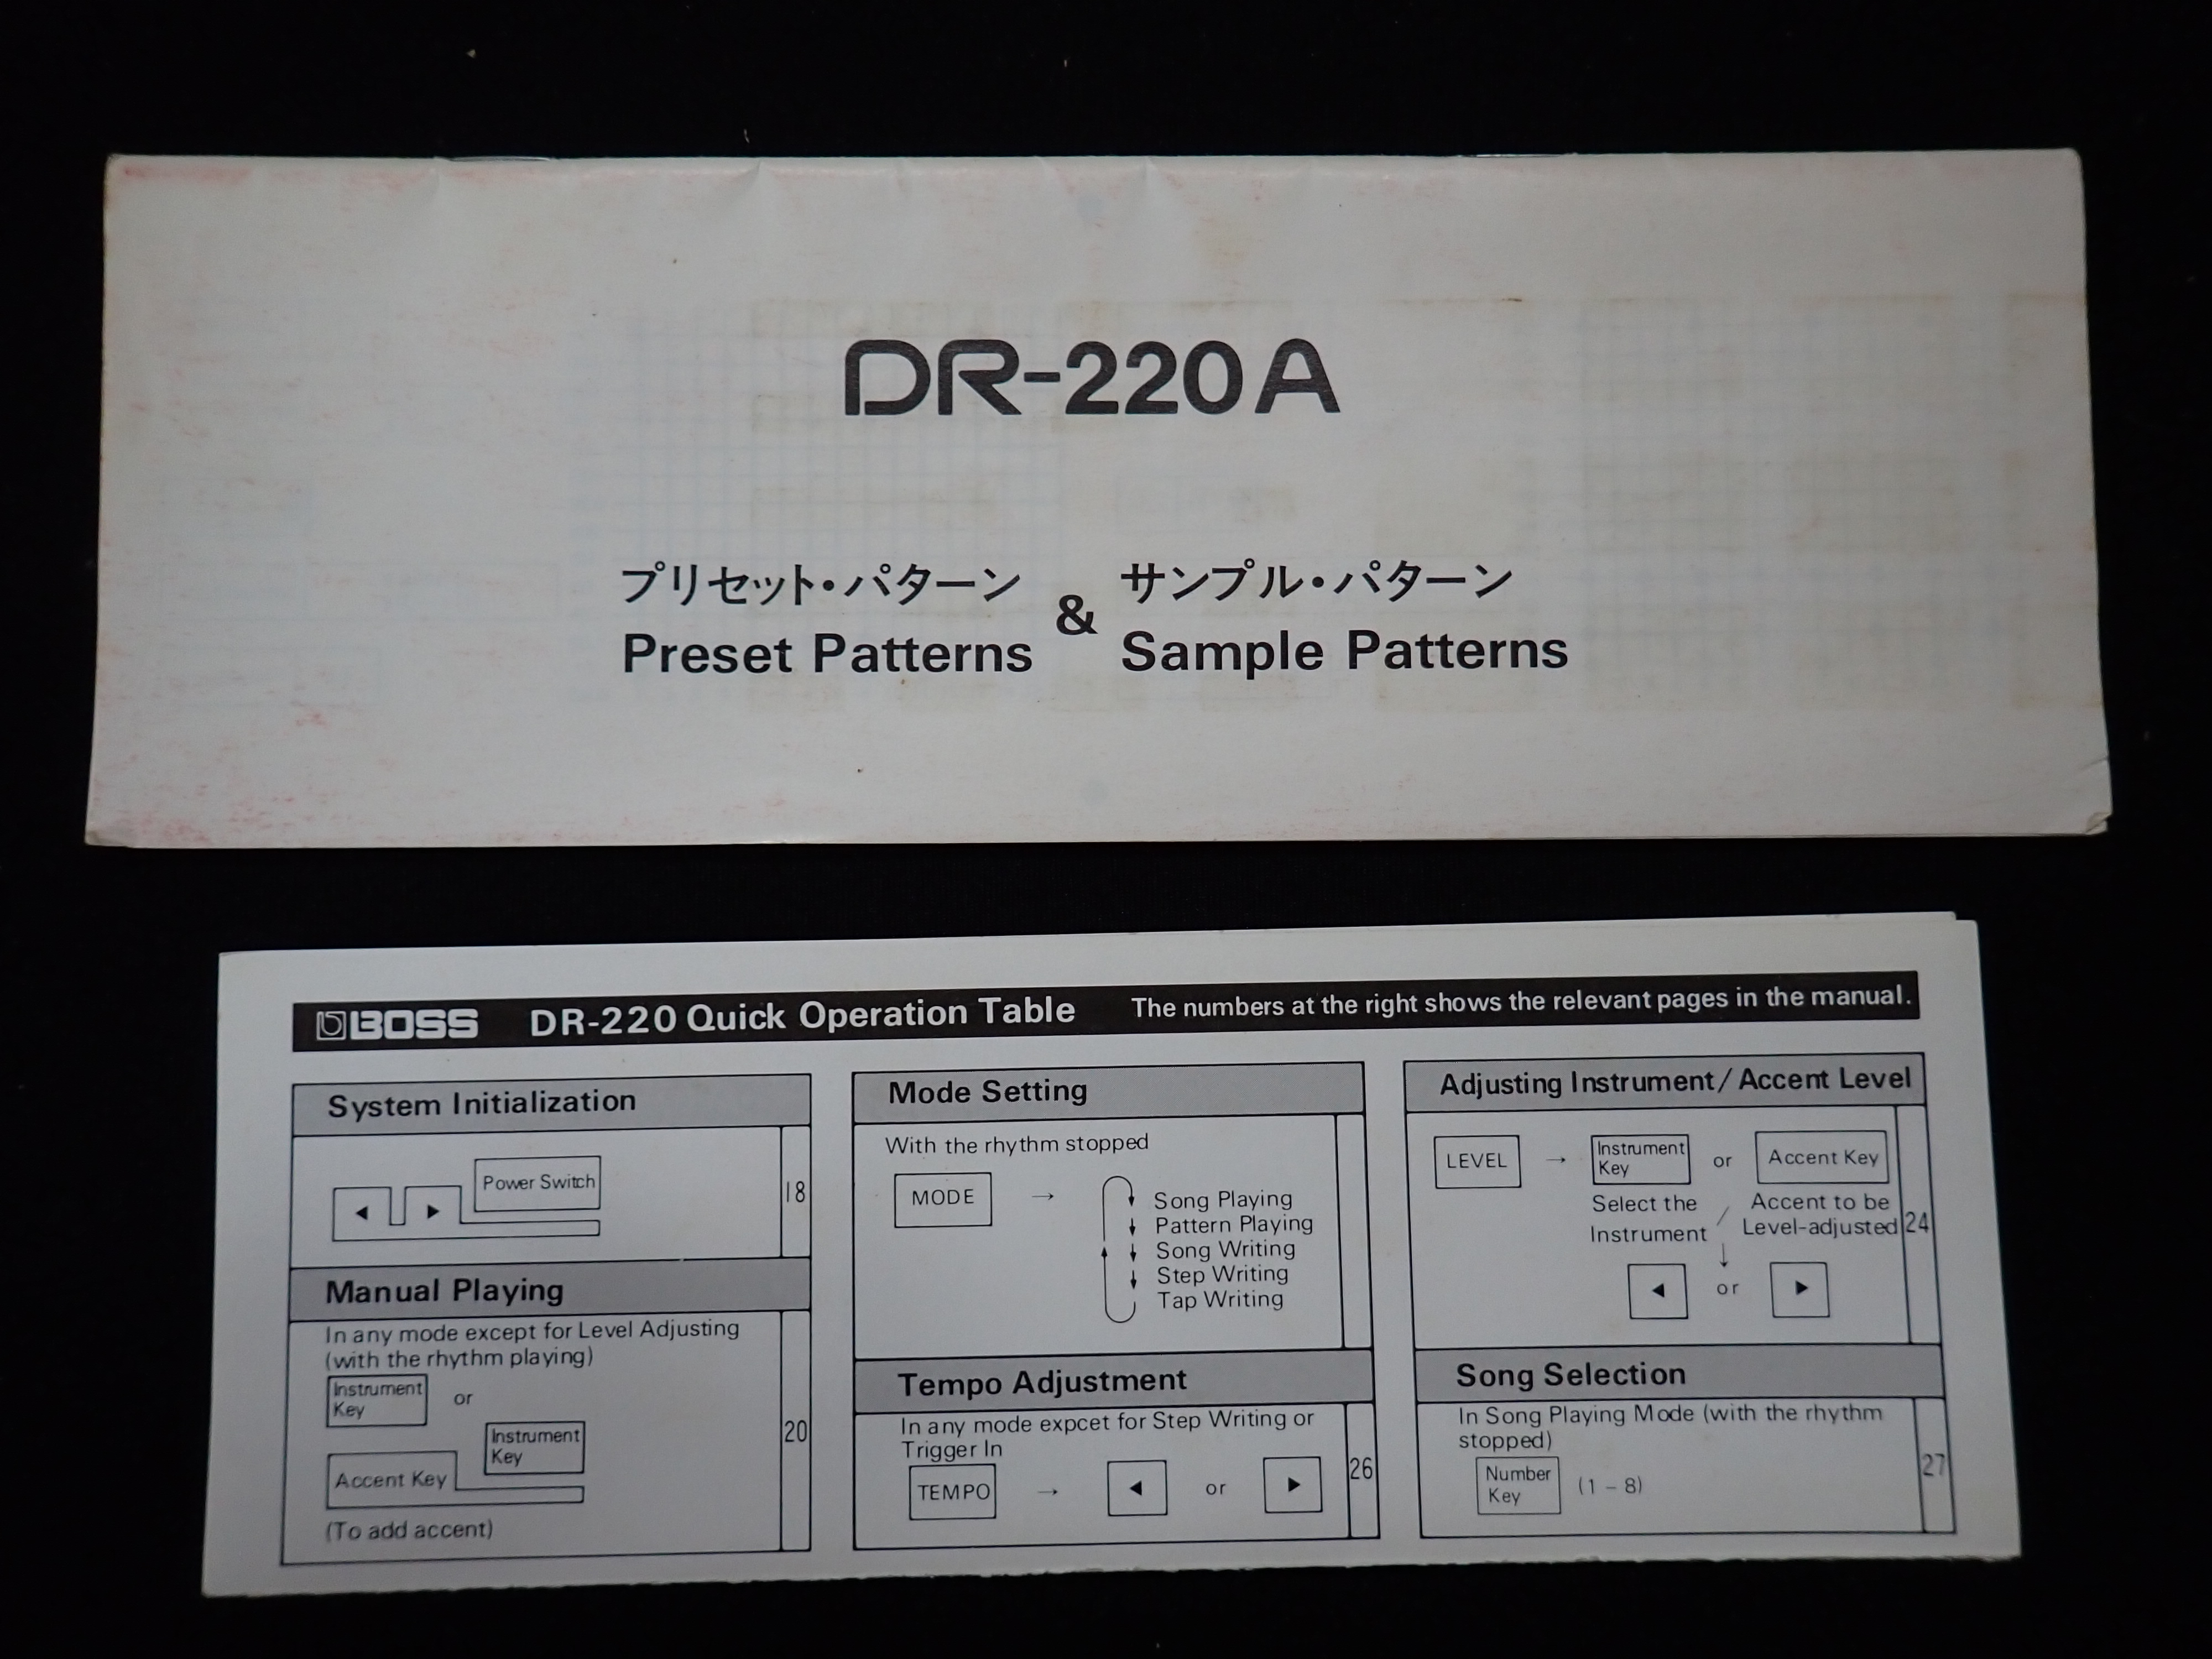 DR-220A
プリセット・パターン & サンプル・パターン
Preset Patterns Sample Patterns
BOSS DR-220 Quick Operation Table The numbers at the right shows the relevant pages in the manual.
System Initialization
◄ ► Power Switch
18
Manual Playing
In any mode except for Level Adjusting
(with the rhythm playing)
Instrument
Key
or
Instrument
Key
Accent Key
20
(To add accent)
Mode Setting
With the rhythm stopped
MODE →
Song Playing
Pattern Playing
Song Writing
Step Writing
Tap Writing
Tempo Adjustment
In any mode expcet for Step Writing or
Trigger In
TEMPO → ◄ or ►
26
Adjusting Instrument/Accent Level
LEVEL → Instrument
Key
or Accent Key
Select the
Instrument
/
Accent to be
Level-adjusted
24
↓
◄ or ►
Song Selection
In Song Playing Mode (with the rhythm
stopped)
Number
Key
(1 – 8)
27